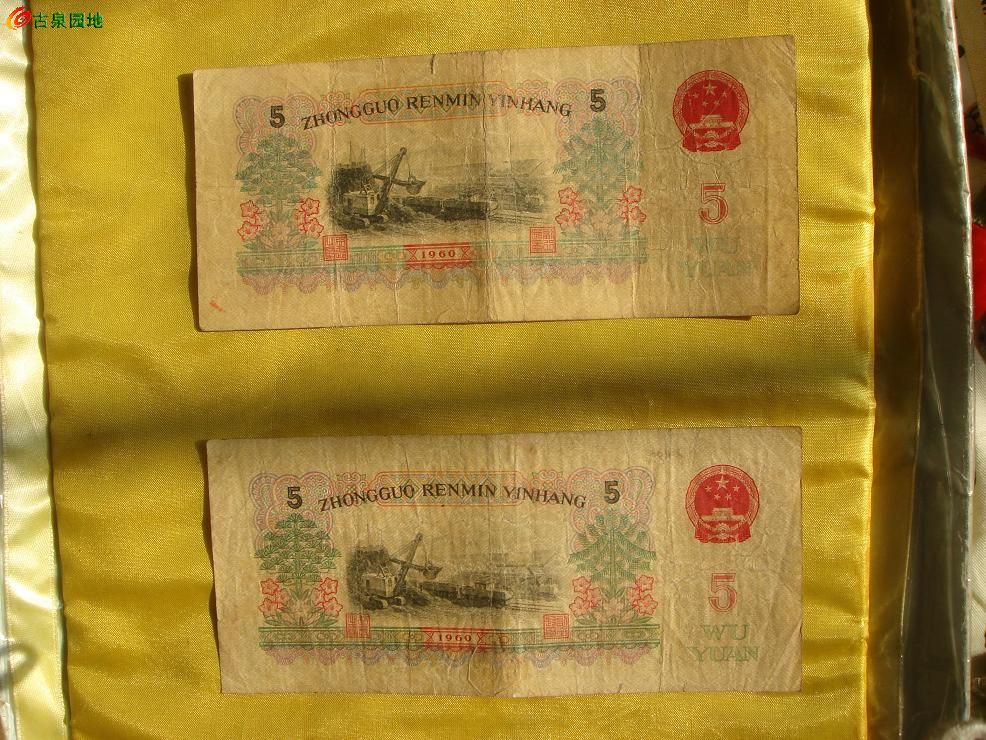 古泉园地
5 ZHONGGUO RENMIN YINHANG 5
5
WU
YUAN
1960
5 ZHONGGUO RENMIN YINHANG 5
5
WU
YUAN
1960